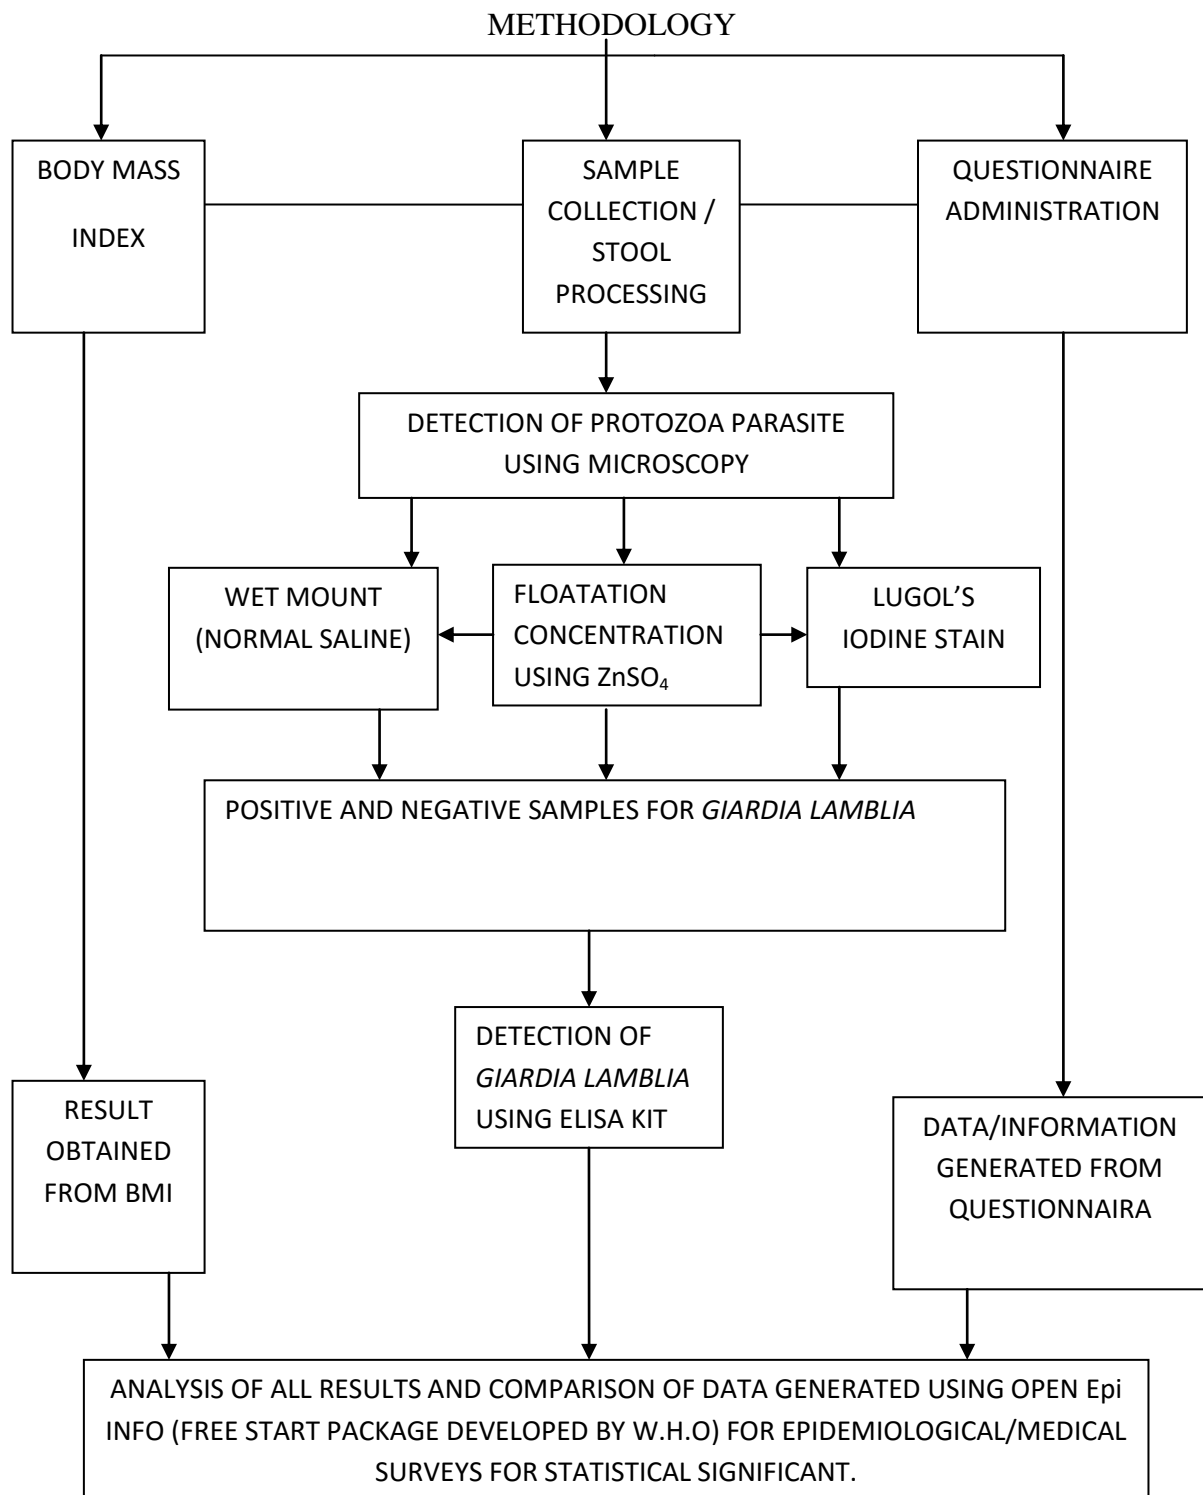 METHODOLOGY
BODY MASS
INDEX
SAMPLE
COLLECTION /
STOOL
PROCESSING
QUESTIONNAIRE
ADMINISTRATION
DETECTION OF PROTOZOA PARASITE
USING MICROSCOPY
WET MOUNT
(NORMAL SALINE)
FLOATATION
CONCENTRATION
USING ZnSO₄
LUGOL’S
IODINE STAIN
POSITIVE AND NEGATIVE SAMPLES FOR GIARDIA LAMBLIA
DETECTION OF
GIARDIA LAMBLIA
USING ELISA KIT
RESULT
OBTAINED
FROM BMI
DATA/INFORMATION
GENERATED FROM
QUESTIONNAIRA
ANALYSIS OF ALL RESULTS AND COMPARISON OF DATA GENERATED USING OPEN Epi
INFO (FREE START PACKAGE DEVELOPED BY W.H.O) FOR EPIDEMIOLOGICAL/MEDICAL
SURVEYS FOR STATISTICAL SIGNIFICANT.